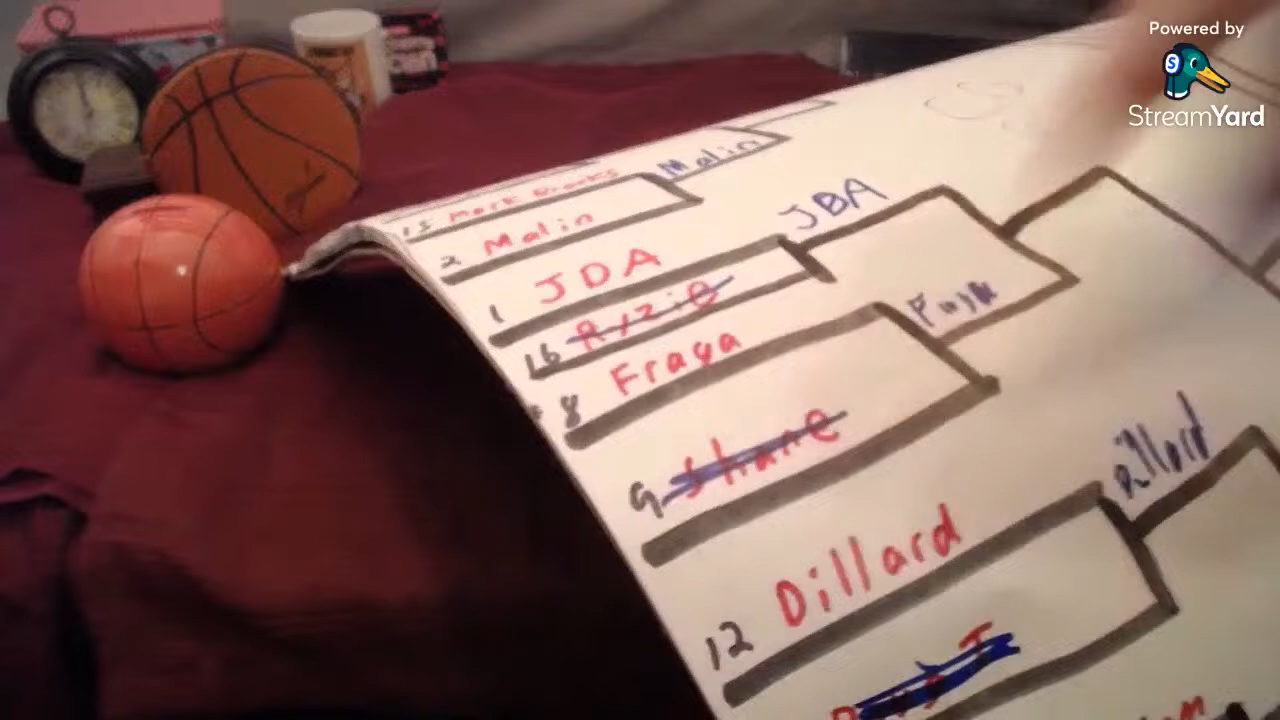 Powered by
StreamYard
15 Mark Brooks
Malin
2 Malin
JBA
1 JDA
16 Ryzie
8 Fraga
9 Shane
Dillard
12 Dillard